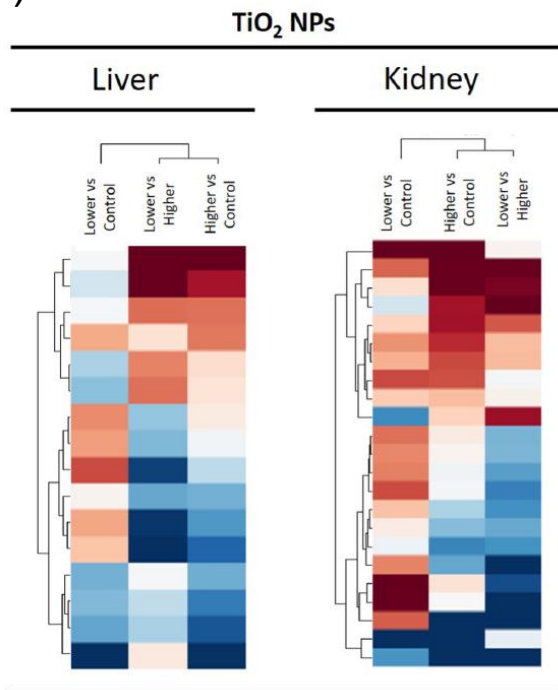 )
TiO₂ NPs
Liver
Kidney
Lower vs
Control
Lower vs
Higher
Higher vs
Control
Lower vs
Control
Higher vs
Control
Lower vs
Higher